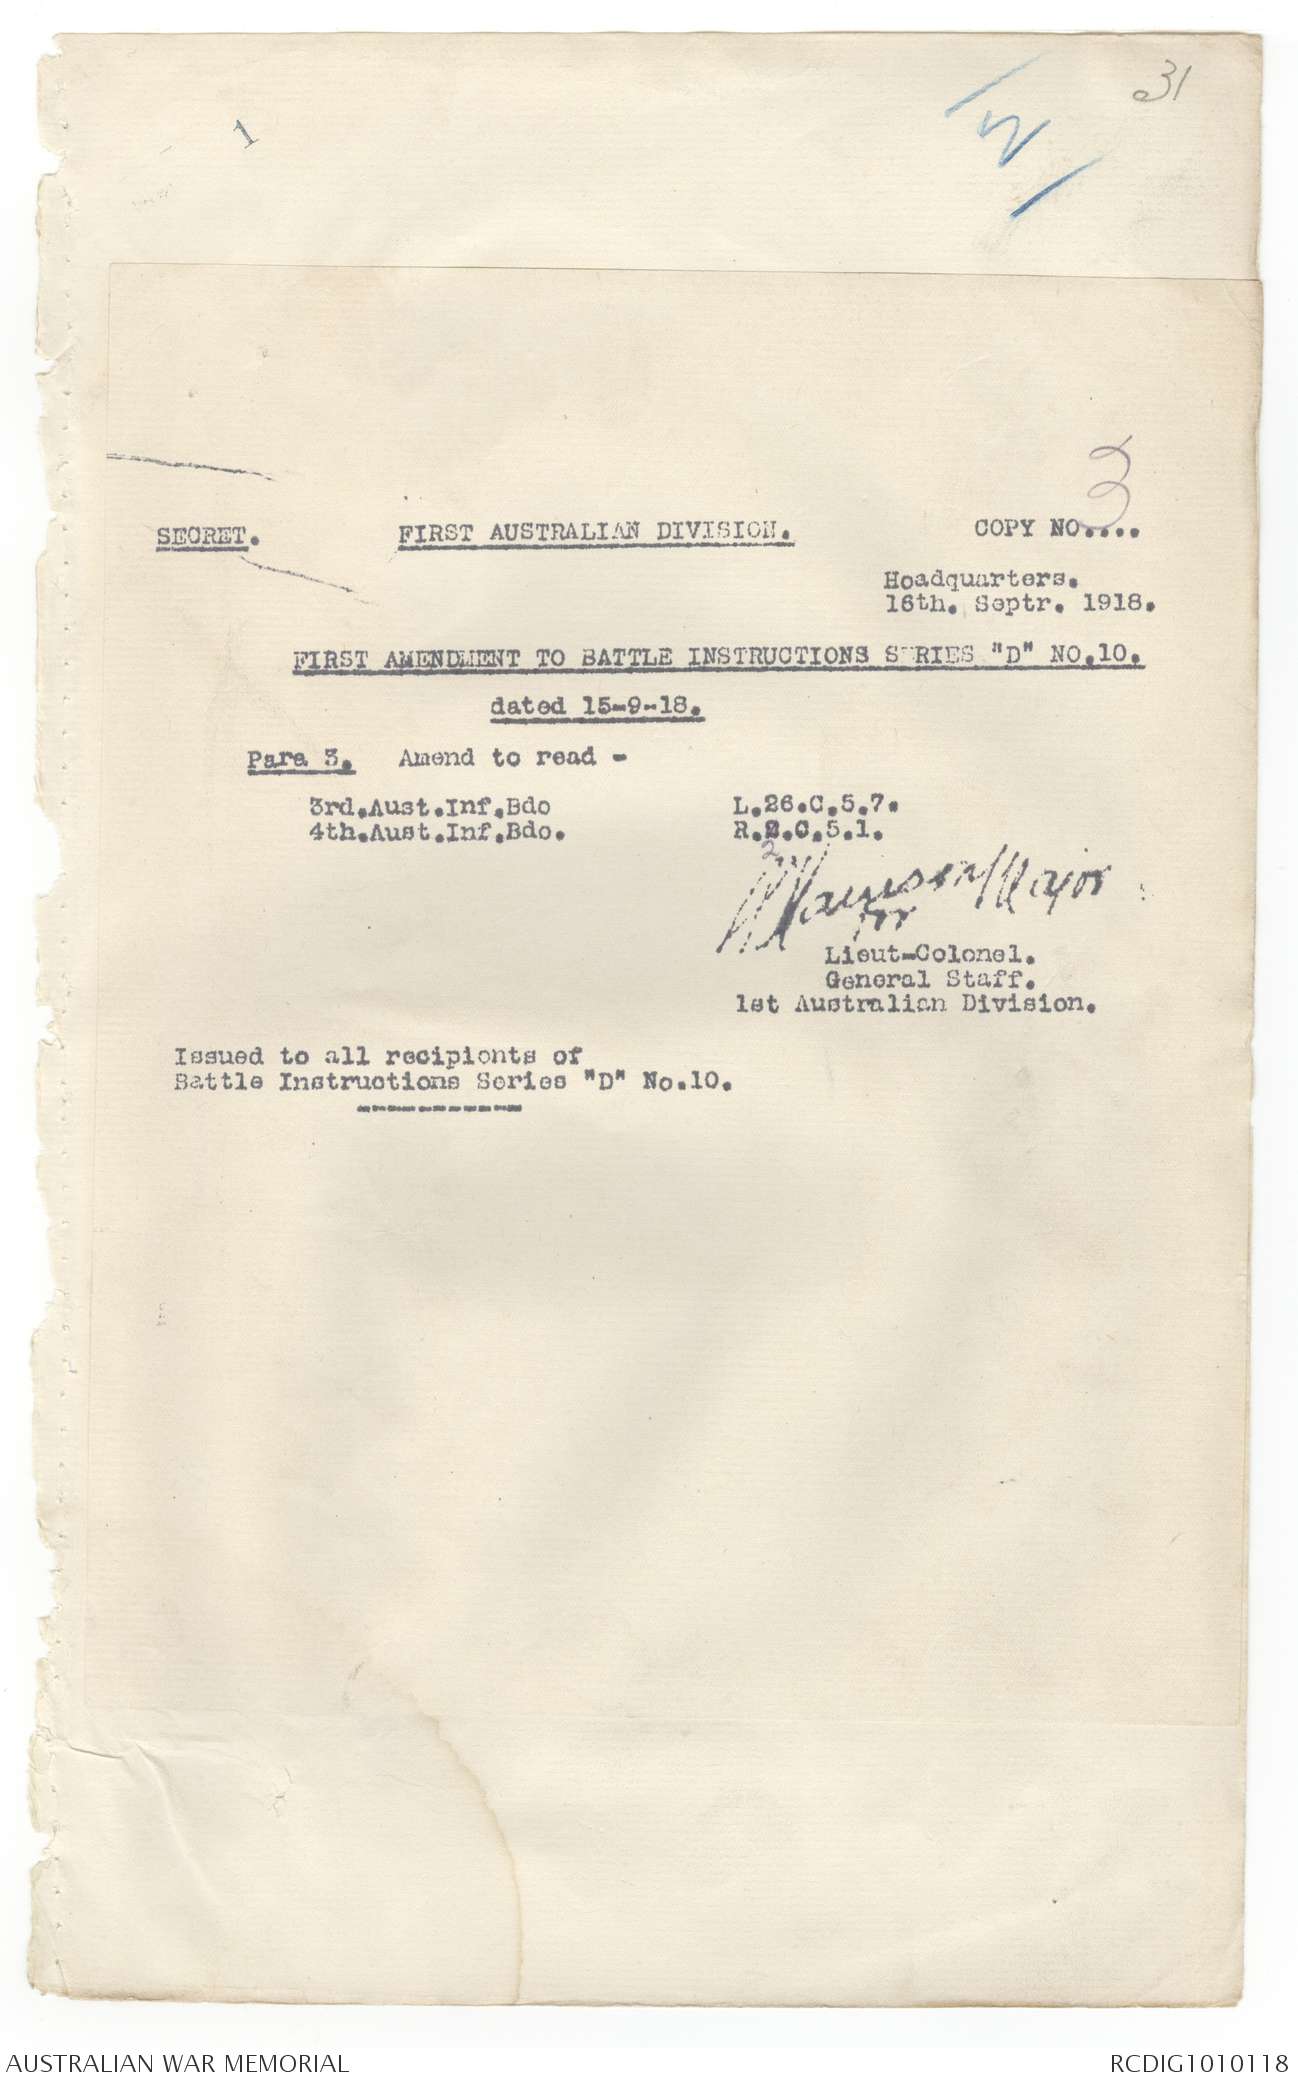 31
1
3
SECRET. FIRST AUSTRALIAN DIVISION. COPY NO....
Headquarters.
16th. Septr. 1918.
FIRST AMENDMENT TO BATTLE INSTRUCTIONS SERIES "D" NO.10.
dated 15-9-18.
Para 3. Amend to read -
3rd.Aust.Inf.Bde L.26.C.5.7.
4th.Aust.Inf.Bde. R.2.C.5.1.
2
Major
for
Lieut-Colonel.
General Staff.
1st Australian Division.
Issued to all recipients of
Battle Instructions Series "D" No.10.
AUSTRALIAN WAR MEMORIAL RCDIG1010118